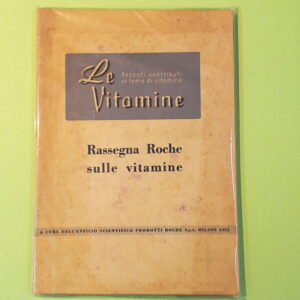 Le
Recenti contributi
in tema di vitamine
Vitamine
Rassegna Roche
sulle vitamine
A CURA DELL'UFFICIO SCIENTIFICO PRODOTTI ROCHE S.p.A. MILANO 1952